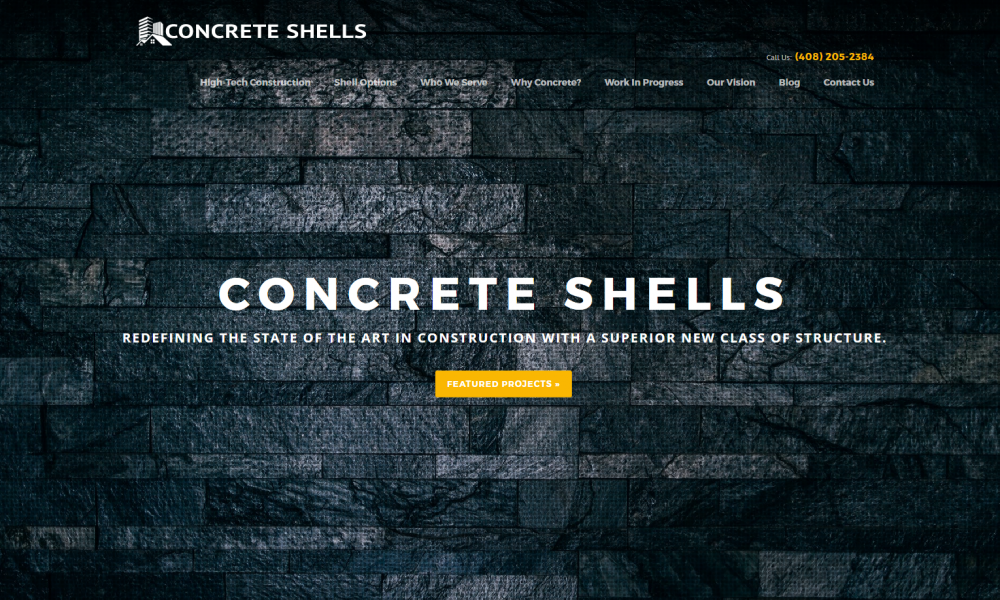 CONCRETE SHELLS
Call Us: (408) 205-2384
High-Tech Construction Shell Options Who We Serve Why Concrete? Work In Progress Our Vision Blog Contact Us
CONCRETE SHELLS
REDEFINING THE STATE OF THE ART IN CONSTRUCTION WITH A SUPERIOR NEW CLASS OF STRUCTURE.
FEATURED PROJECTS »